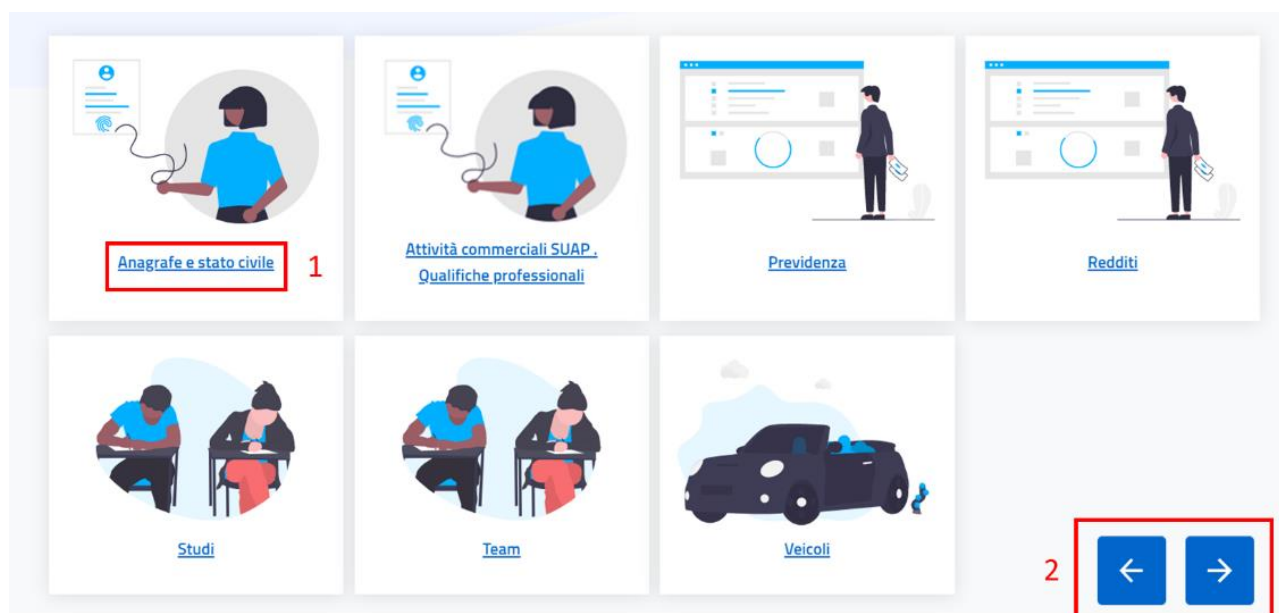 Anagrafe e stato civile
1
Attività commerciali SUAP .
Qualifiche professionali
Previdenza
Redditi
Studi
Team
Veicoli
2